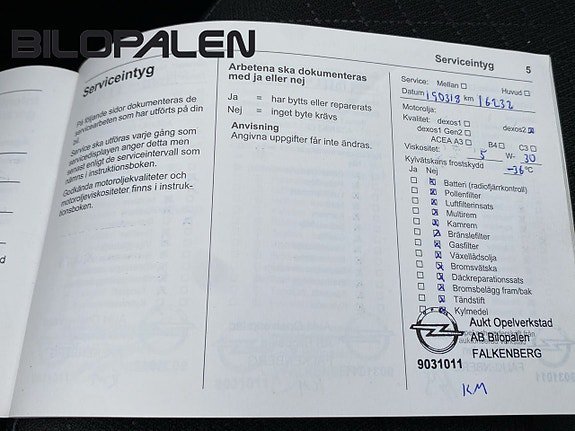 BILOPALEN
Serviceintyg
På följande sidor dokumenteras de
servicearbeten som har utförts på din
bil.
Service ska utföras varje gång som
servicedisplayen anger detta men
senast enligt de serviceintervall som
nämns i instruktionsboken.
Godkända motoroljekvaliteter och
motoroljeviskositeter finns i instruk-
tionsboken.
Arbetena ska dokumenteras
med ja eller nej
Ja = har bytts eller reparerats
Nej = inget byte krävs
Anvisning
Angivna uppgifter får inte ändras.
Serviceintyg 5
Service: Mellan ☐ Huvud ☐
Datum 150318 km 16232
Motorolja:
Kvalitet: dexos1 ☐ dexos2 ☒
dexos1 Gen2 ☐
ACEA A3 ☐ B4 ☐ C3 ☐
Viskositet: 5 W- 30
Kylvätskans frostskydd -36 °C
Ja Nej
☐ ☒ Batteri (radiofjärrkontroll)
☐ ☒ Pollenfilter
☐ ☒ Luftfilterinsats
☐ ☒ Multirem
☐ ☒ Kamrem
☐ ☒ Bränslefilter
☐ ☒ Gasfilter
☐ ☒ Växellådsolja
☐ ☒ Bromsvätska
☐ ☒ Däckreparationssats
☐ ☒ Bromsbelägg fram/bak
☐ ☒ Tändstift
☐ ☒ Kylmedel
Aukt Opelverkstad
AB Bilopalen
FALKENBERG
9031011
KM